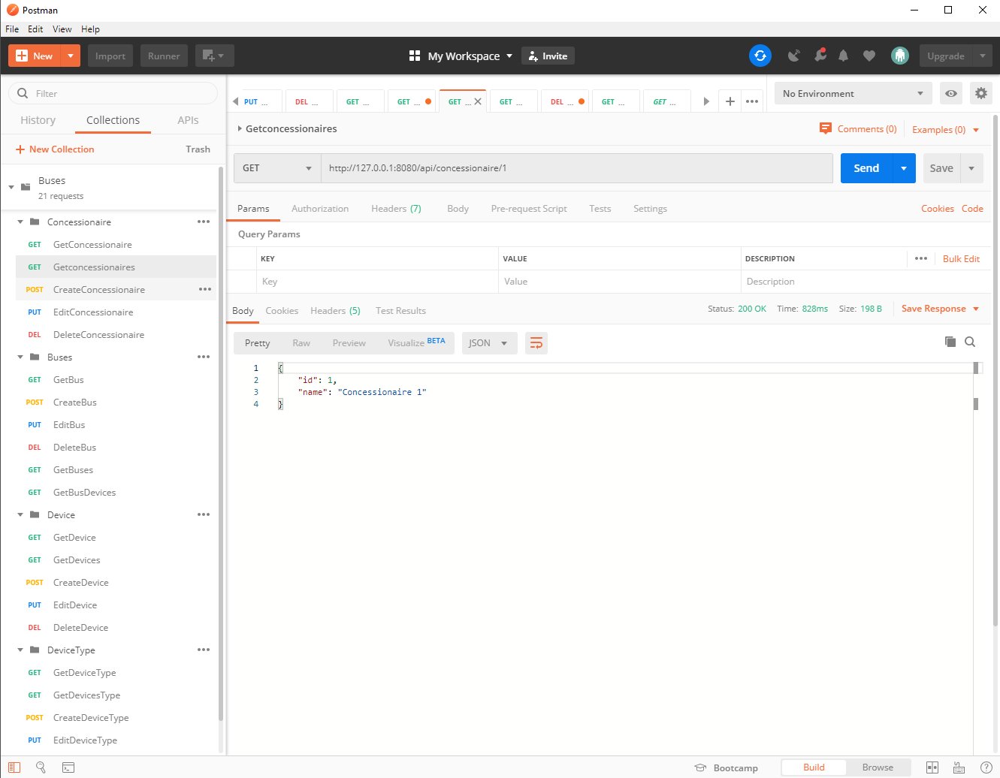 Postman
File Edit View Help
New Import Runner My Workspace Invite Upgrade
Filter
History Collections APIs
New Collection Trash
Buses
21 requests
Concessionaire
GET GetConcessionaire
GET Getconcessionaires
POST CreateConcessionaire
PUT EditConcessionaire
DEL DeleteConcessionaire
Buses
GET GetBus
POST CreateBus
PUT EditBus
DEL DeleteBus
GET GetBuses
GET GetBusDevices
Device
GET GetDevice
GET GetDevices
POST CreateDevice
PUT EditDevice
DEL DeleteDevice
DeviceType
GET GetDeviceType
GET GetDevicesType
POST CreateDeviceType
PUT EditDeviceType
PUT ... DEL ... GET ... GET ... GET ... GET ... DEL ... GET ... GET ... No Environment
Getconcessionaires Comments (0) Examples (0)
GET http://127.0.0.1:8080/api/concessionaire/1 Send Save
Params Authorization Headers (7) Body Pre-request Script Tests Settings Cookies Code
Query Params
KEY VALUE DESCRIPTION Bulk Edit
Key Value Description
Body Cookies Headers (5) Test Results Status: 200 OK Time: 828ms Size: 198 B Save Response
Pretty Raw Preview Visualize BETA JSON
1 {
2 "id": 1,
3 "name": "Concessionaire 1"
4 }
Bootcamp Build Browse